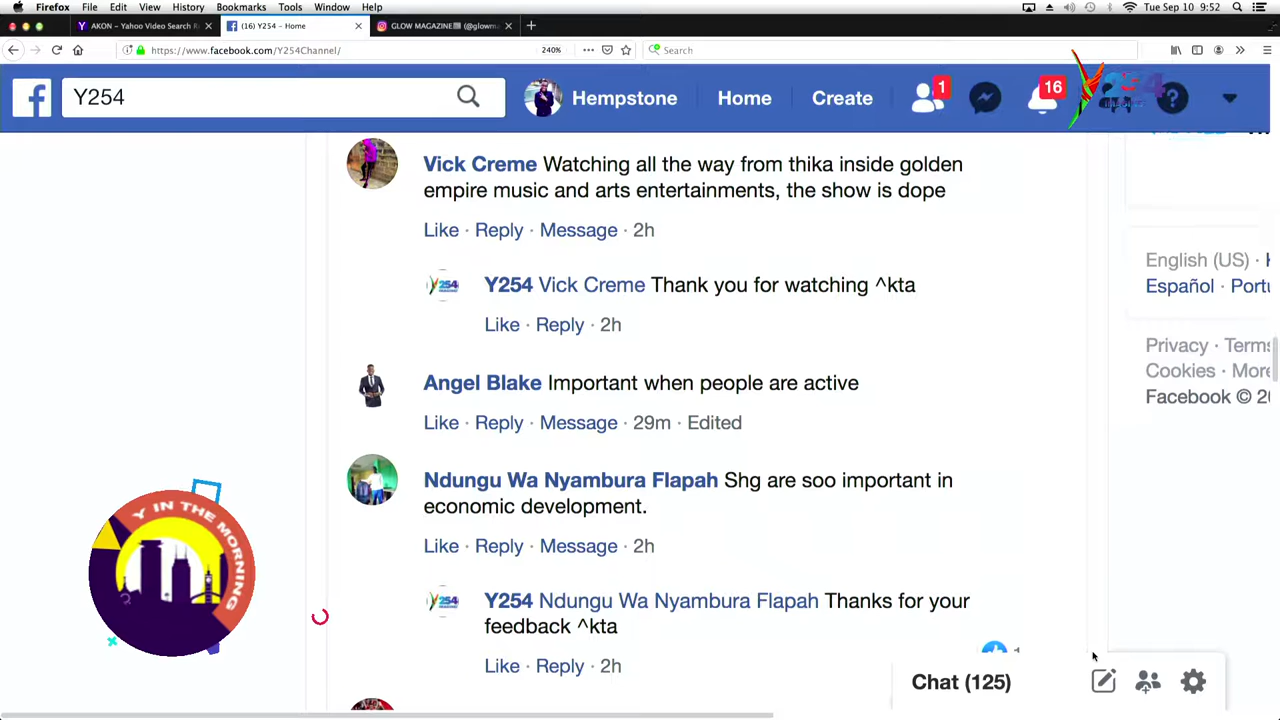 Firefox File Edit View History Bookmarks Tools Window Help Tue Sep 10 9:52
AKON - Yahoo Video Search R
(16) Y254 - Home
GLOW MAGAZINE (@glowma
https://www.facebook.com/Y254Channel/ 240% Search
Y254 Hempstone Home Create 1 16 ?
Vick Creme Watching all the way from thika inside golden
empire music and arts entertainments, the show is dope
Like · Reply · Message · 2h
Y254 Vick Creme Thank you for watching ^kta
Like · Reply · 2h
Angel Blake Important when people are active
Like · Reply · Message · 29m · Edited
Ndungu Wa Nyambura Flapah Shg are soo important in
economic development.
Like · Reply · Message · 2h
Y254 Ndungu Wa Nyambura Flapah Thanks for your
feedback ^kta
Like · Reply · 2h
English (US) ·
Español · Portu
Privacy · Terms
Cookies · More
Facebook © 20
Y IN THE MORNING
Chat (125)